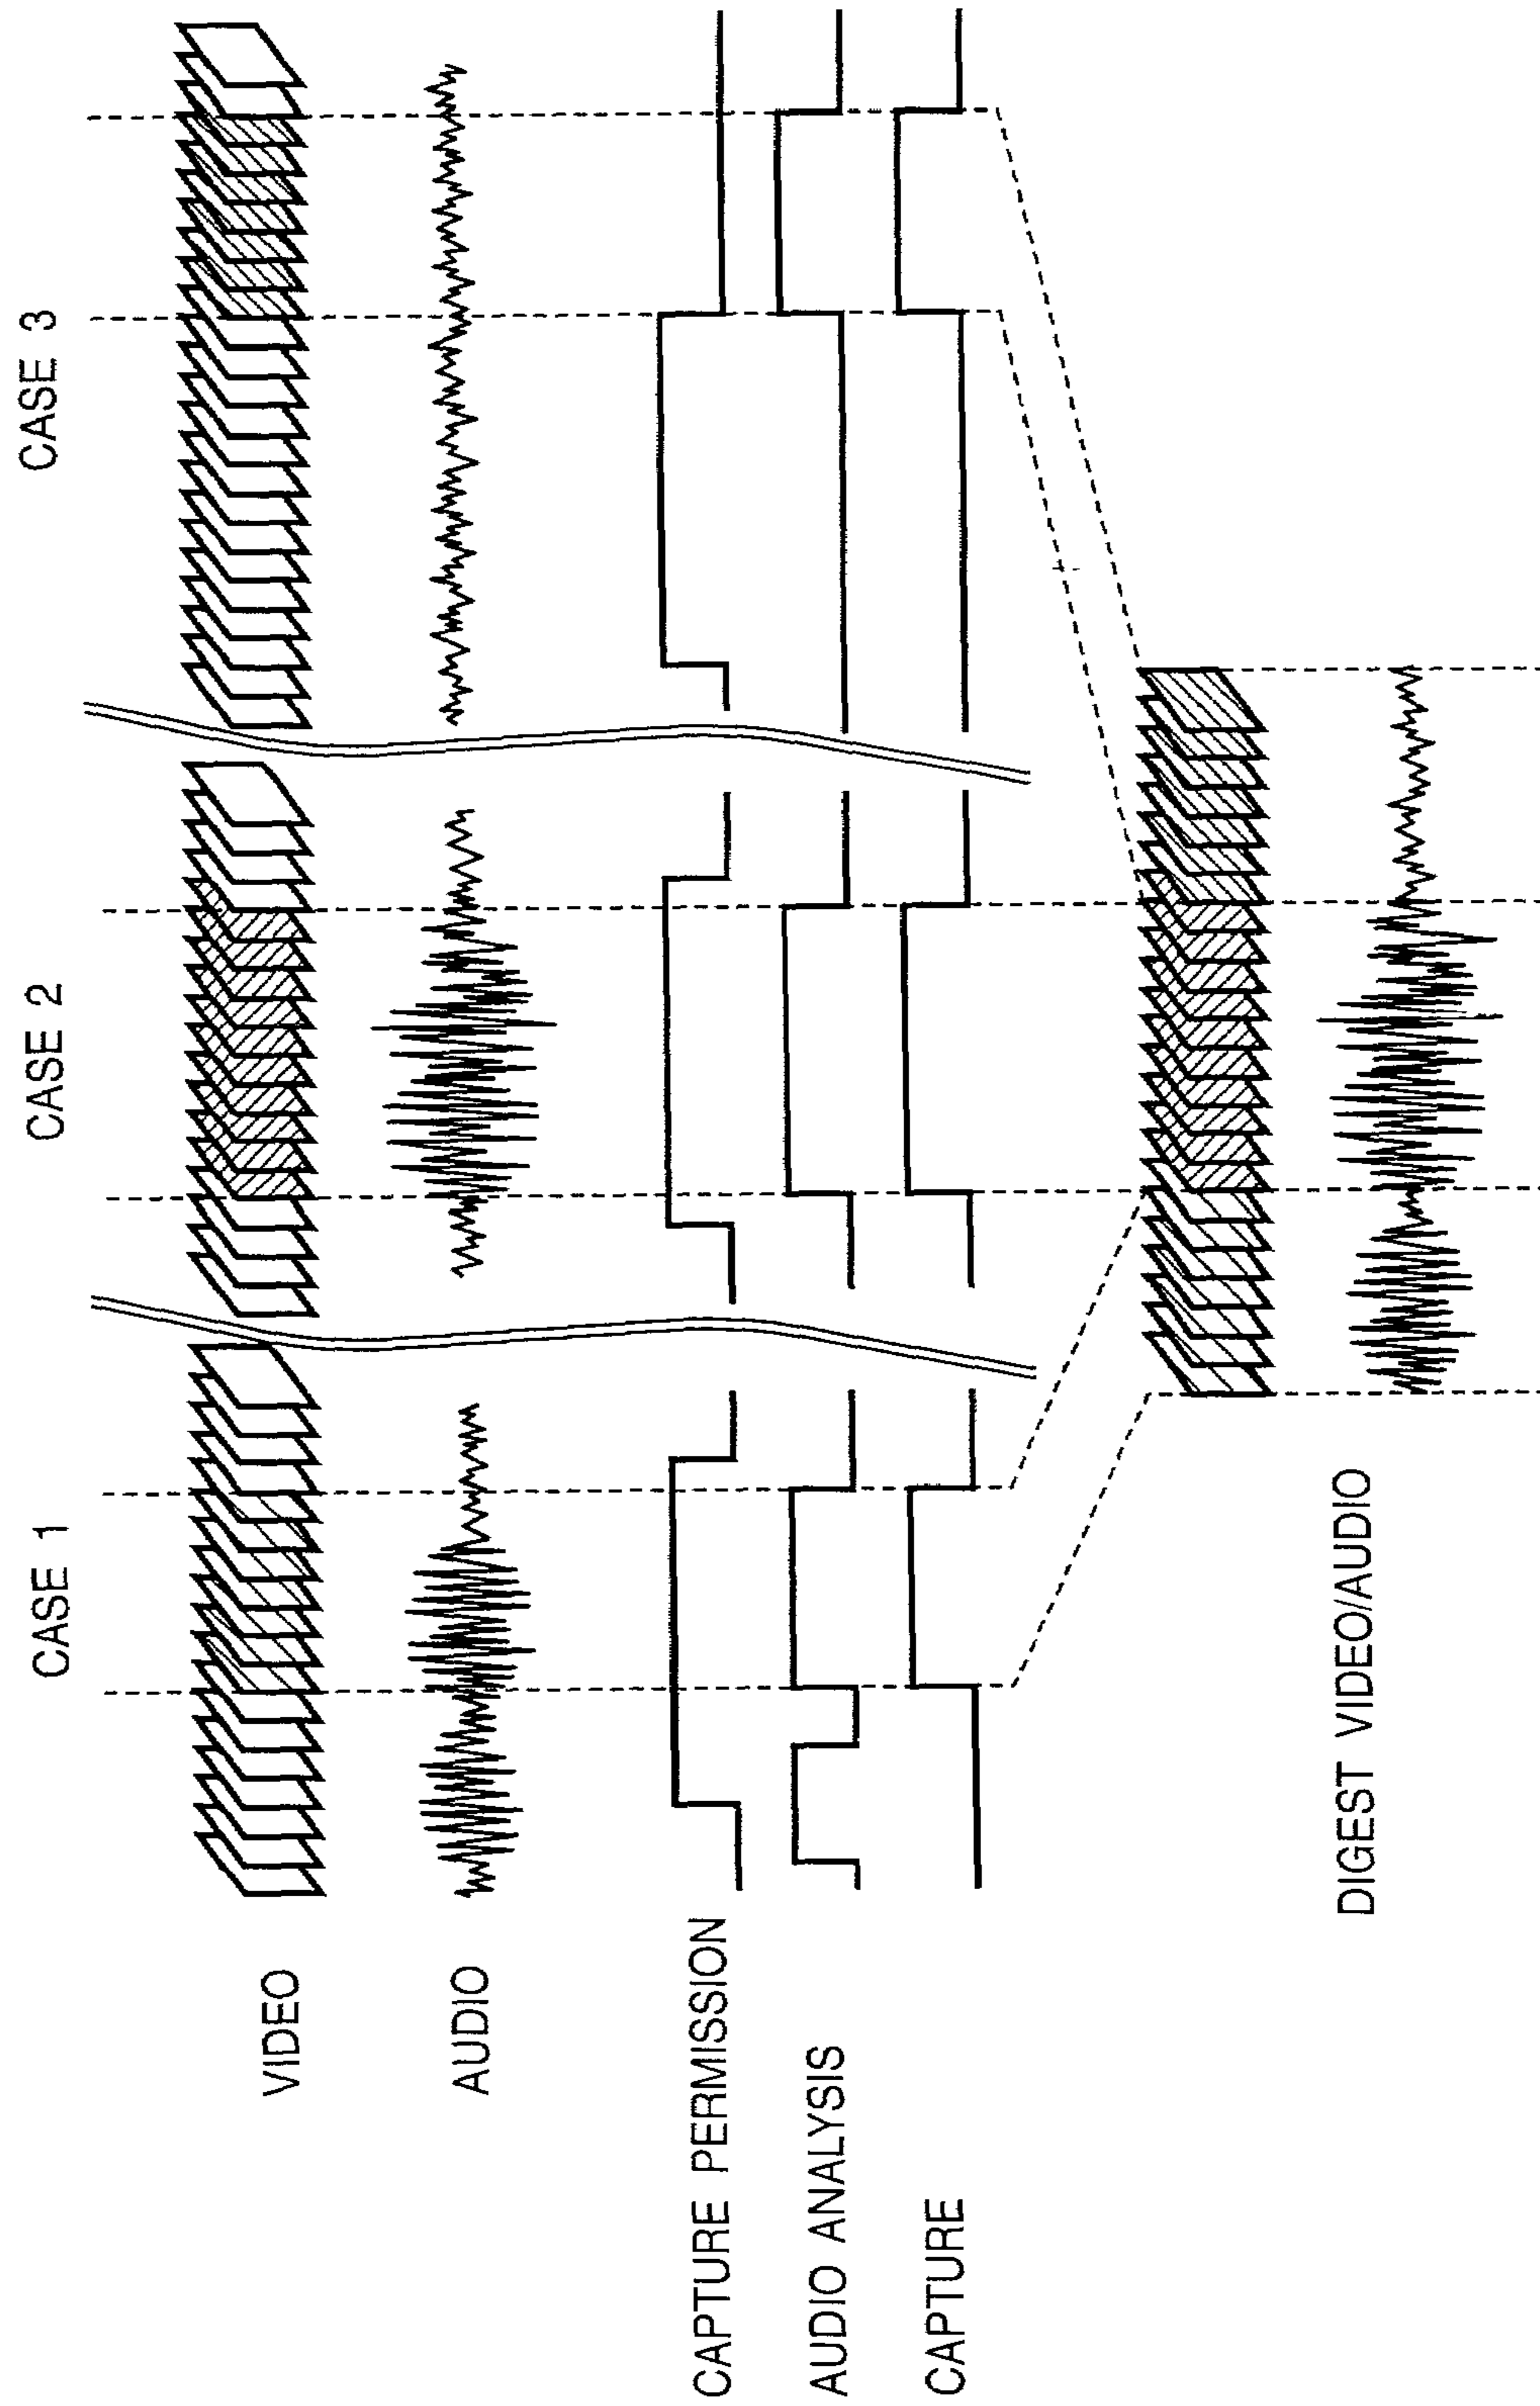 CASE 1
CASE 2
CASE 3
VIDEO
AUDIO
CAPTURE PERMISSION
AUDIO ANALYSIS
CAPTURE
DIGEST VIDEO/AUDIO